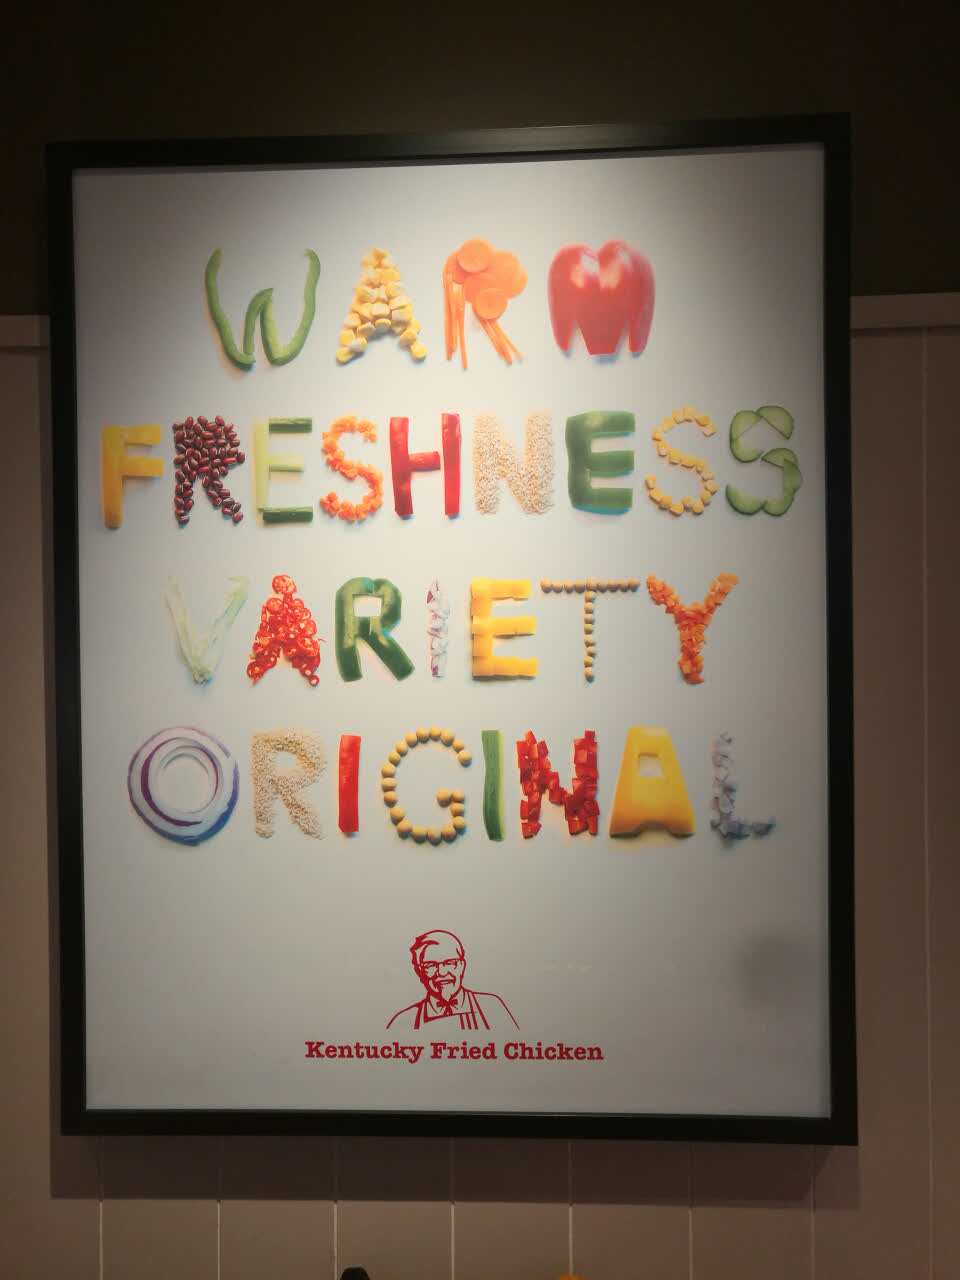 WARM
FRESHNESS
VARIETY
ORIGINAL
Kentucky Fried Chicken